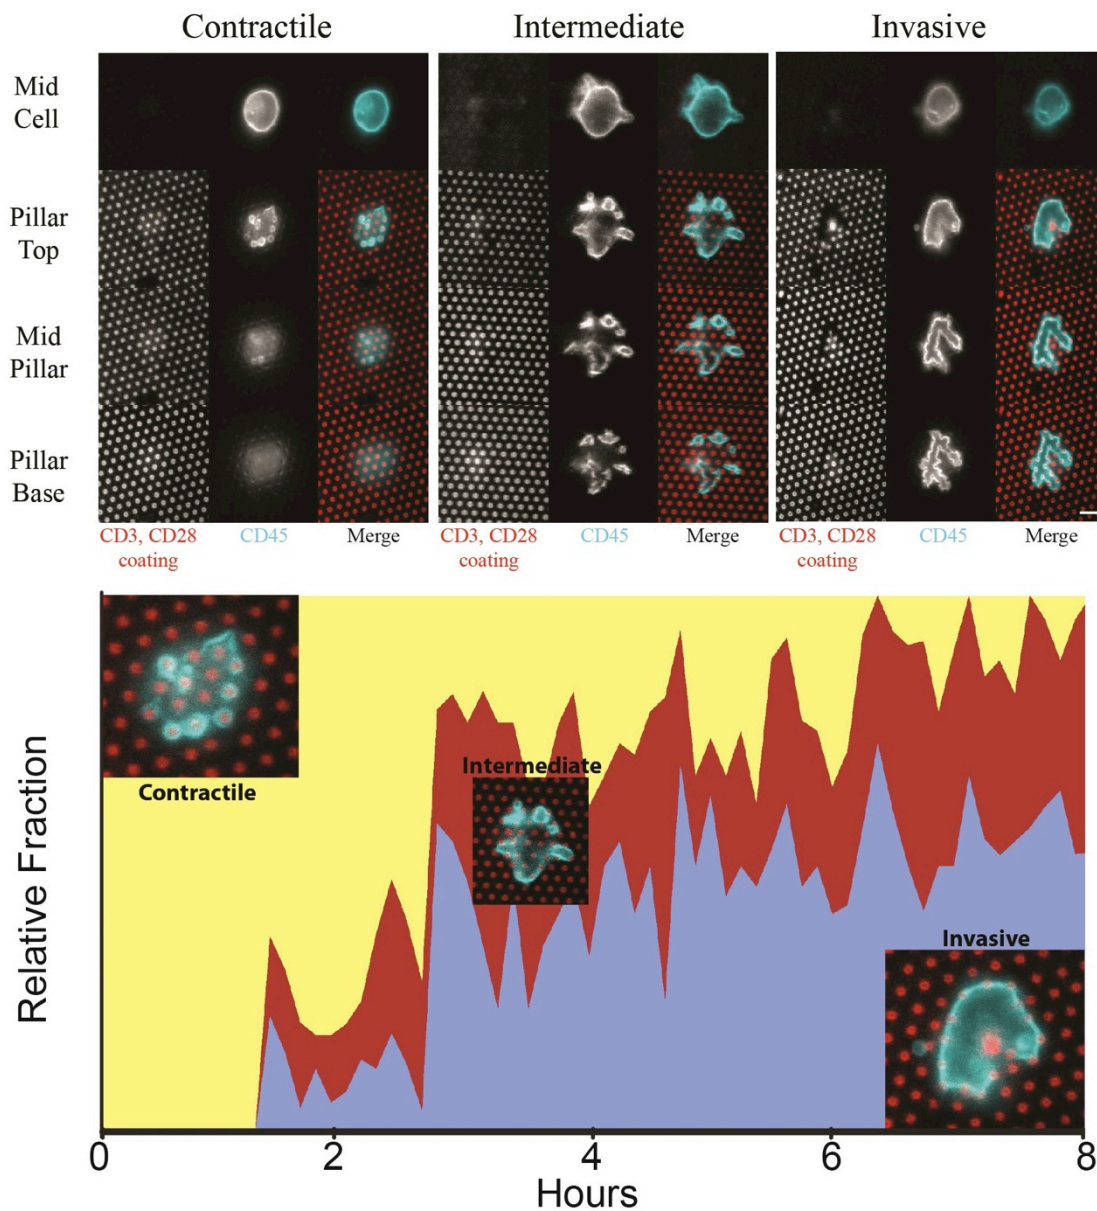 Contractile Intermediate Invasive
Mid
Cell
Pillar
Top
Mid
Pillar
Pillar
Base
CD3, CD28
coating
CD45
Merge
CD3, CD28
coating
CD45
Merge
CD3, CD28
coating
CD45
Merge
Relative Fraction
Contractile
Intermediate
Invasive
0 2 4 6 8
Hours